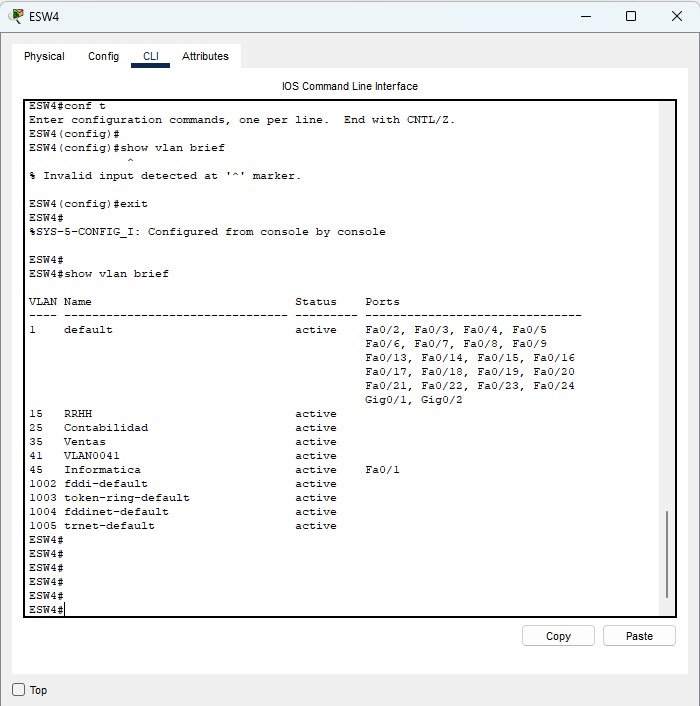 ESW4
Physical Config CLI Attributes
IOS Command Line Interface
ESW4#conf t
Enter configuration commands, one per line.  End with CNTL/Z.
ESW4(config)#
ESW4(config)#show vlan brief
^
% Invalid input detected at '^' marker.
ESW4(config)#exit
ESW4#
%SYS-5-CONFIG_I: Configured from console by console
ESW4#
ESW4#show vlan brief
VLAN Name                             Status    Ports
---- -------------------------------- --------- -------------------------------
1    default                          active    Fa0/2, Fa0/3, Fa0/4, Fa0/5
Fa0/6, Fa0/7, Fa0/8, Fa0/9
Fa0/13, Fa0/14, Fa0/15, Fa0/16
Fa0/17, Fa0/18, Fa0/19, Fa0/20
Fa0/21, Fa0/22, Fa0/23, Fa0/24
Gig0/1, Gig0/2
15   RRHH                             active
25   Contabilidad                     active
35   Ventas                           active
41   VLAN0041                         active
45   Informatica                      active    Fa0/1
1002 fddi-default                     active
1003 token-ring-default               active
1004 fddinet-default                  active
1005 trnet-default                    active
ESW4#
ESW4#
ESW4#
ESW4#
ESW4#
ESW4#
Copy Paste
Top